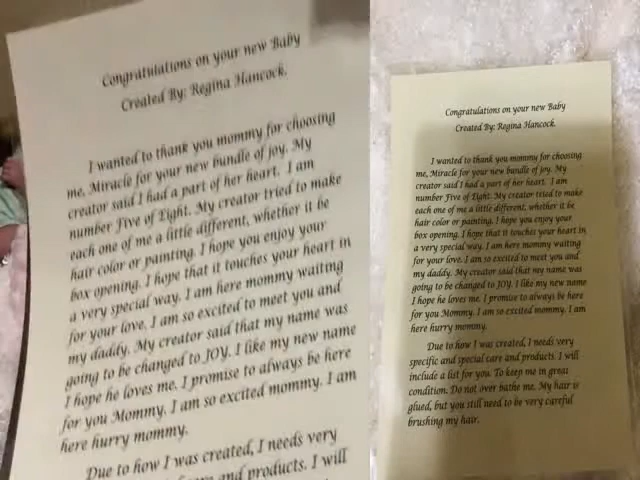 Congratulations on your new Baby
Created By: Regina Hancock.
I wanted to thank you mommy for choosing
me, Miracle for your new bundle of joy. My
creator said I had a part of her heart. I am
number Five of Eight. My creator tried to make
each one of me a little different, whether it be
hair color or painting. I hope you enjoy your
box opening. I hope that it touches your heart in
a very special way. I am here mommy waiting
for your love. I am so excited to meet you and
my daddy. My creator said that my name was
going to be changed to JOY. I like my new name
I hope he loves me. I promise to always be here
for you Mommy. I am so excited mommy. I am
here hurry mommy.
Due to how I was created, I needs very
and products. I will
Congratulations on your new Baby
Created By: Regina Hancock.
I wanted to thank you mommy for choosing
me, Miracle for your new bundle of joy. My
creator said I had a part of her heart. I am
number Five of Eight. My creator tried to make
each one of me a little different, whether it be
hair color or painting. I hope you enjoy your
box opening. I hope that it touches your heart in
a very special way. I am here mommy waiting
for your love. I am so excited to meet you and
my daddy. My creator said that my name was
going to be changed to JOY. I like my new name
I hope he loves me. I promise to always be here
for you Mommy. I am so excited mommy. I am
here hurry mommy.
Due to how I was created, I needs very
specific and special care and products. I will
include a list for you. To keep me in great
condition. Do not over bathe me. My hair is
glued, but you still need to be very careful
brushing my hair.